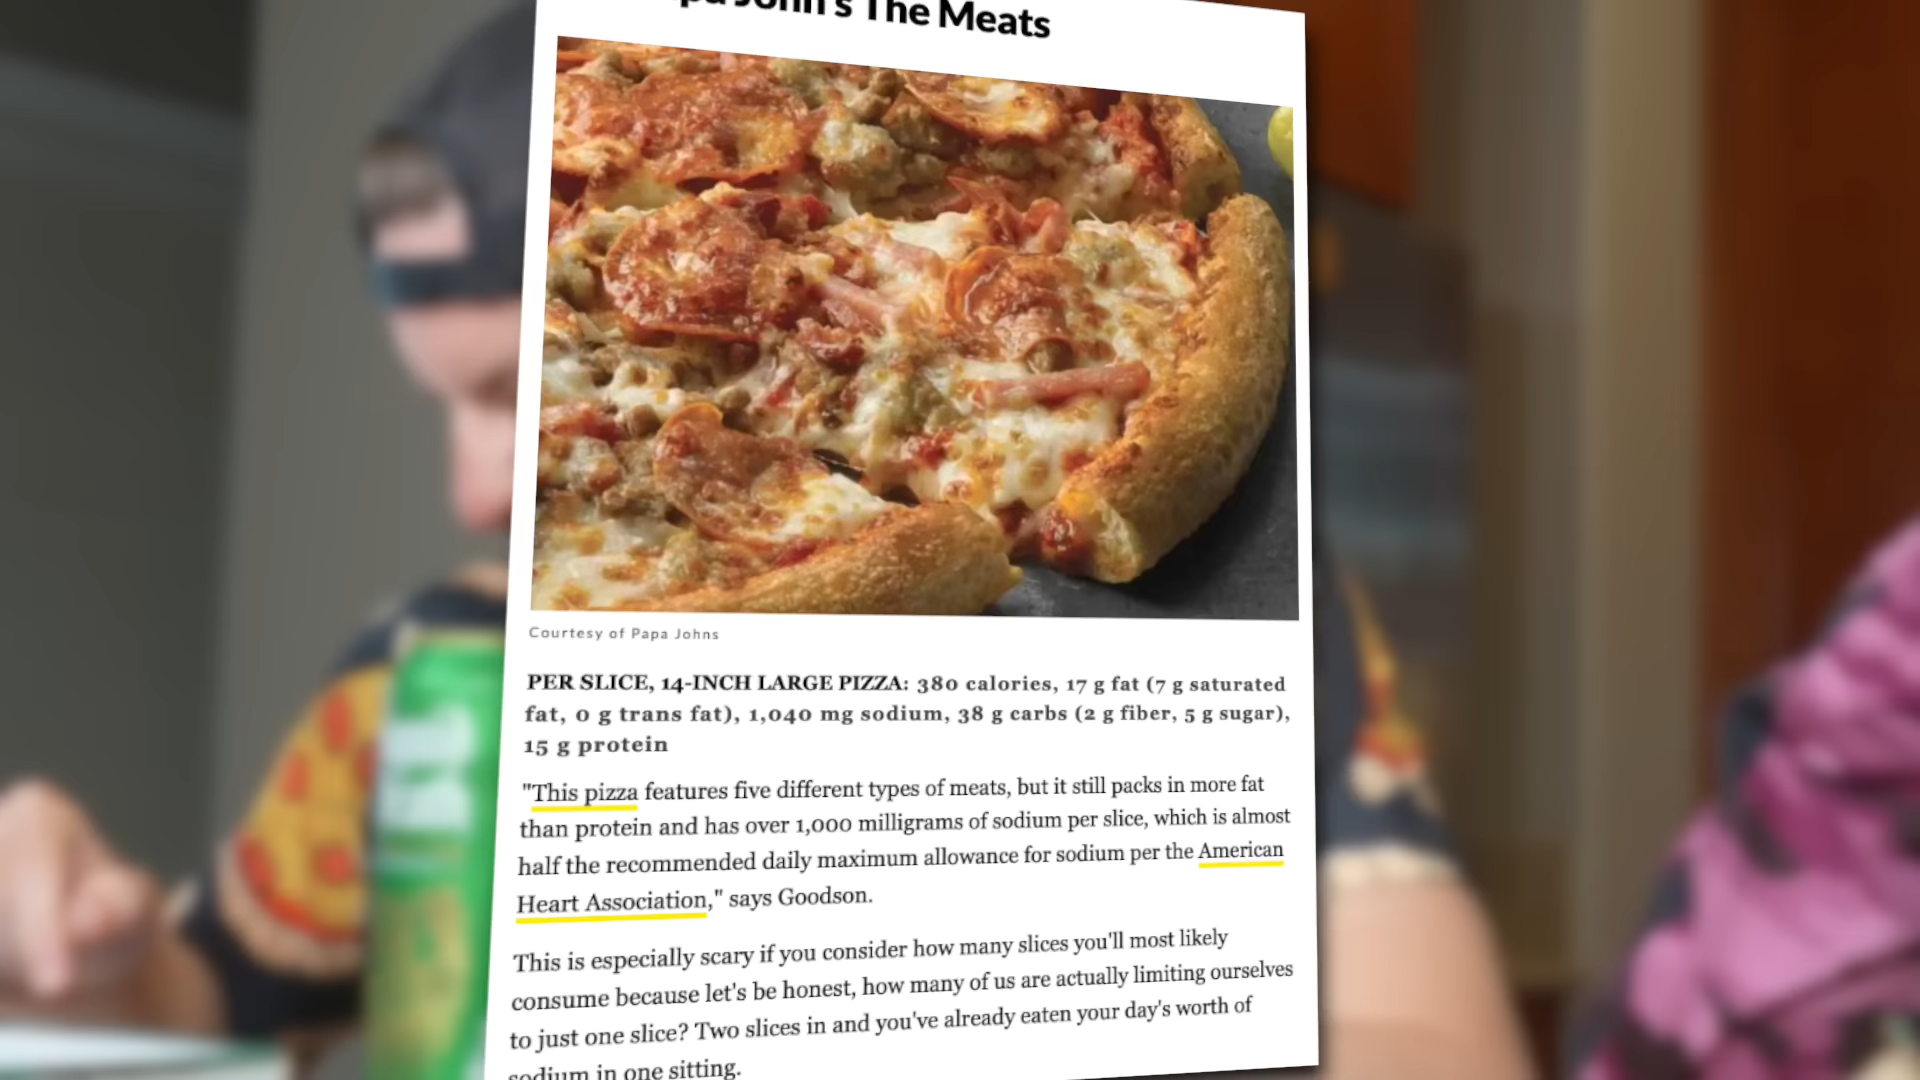 John's The Meats
Courtesy of Papa Johns
PER SLICE, 14-INCH LARGE PIZZA: 380 calories, 17 g fat (7 g saturated
fat, 0 g trans fat), 1,040 mg sodium, 38 g carbs (2 g fiber, 5 g sugar),
15 g protein
"This pizza features five different types of meats, but it still packs in more fat
than protein and has over 1,000 milligrams of sodium per slice, which is almost
half the recommended daily maximum allowance for sodium per the American
Heart Association," says Goodson.
This is especially scary if you consider how many slices you'll most likely
consume because let's be honest, how many of us are actually limiting ourselves
to just one slice? Two slices in and you've already eaten your day's worth of
sodium in one sitting.